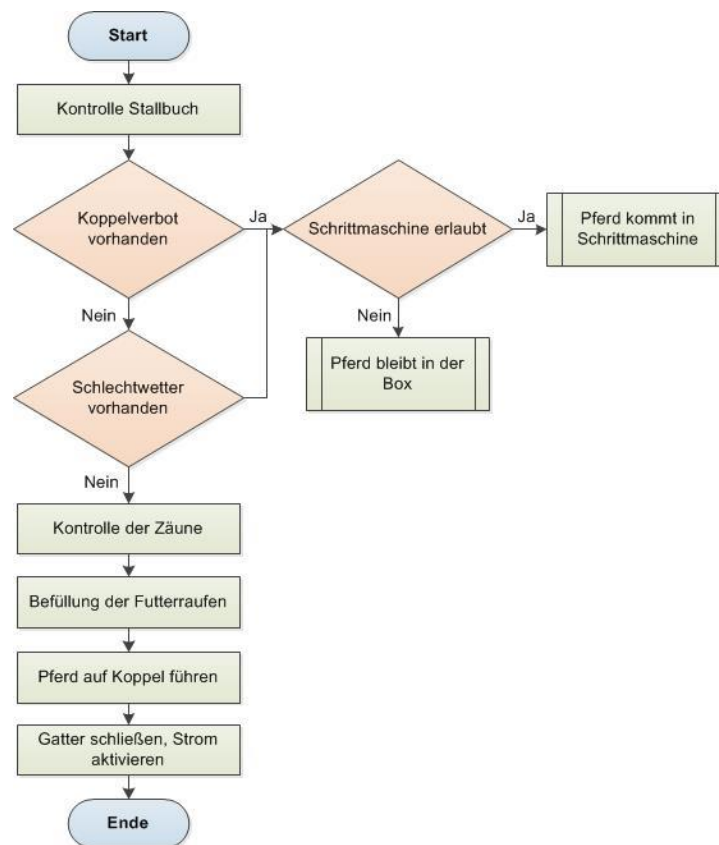 Start
Kontrolle Stallbuch
Koppelverbot
vorhanden
Ja
Schrittmaschine erlaubt
Ja
Pferd kommt in
Schrittmaschine
Nein
Nein
Pferd bleibt in der
Box
Schlechtwetter
vorhanden
Nein
Kontrolle der Zäune
Befüllung der Futterraufen
Pferd auf Koppel führen
Gatter schließen, Strom
aktivieren
Ende